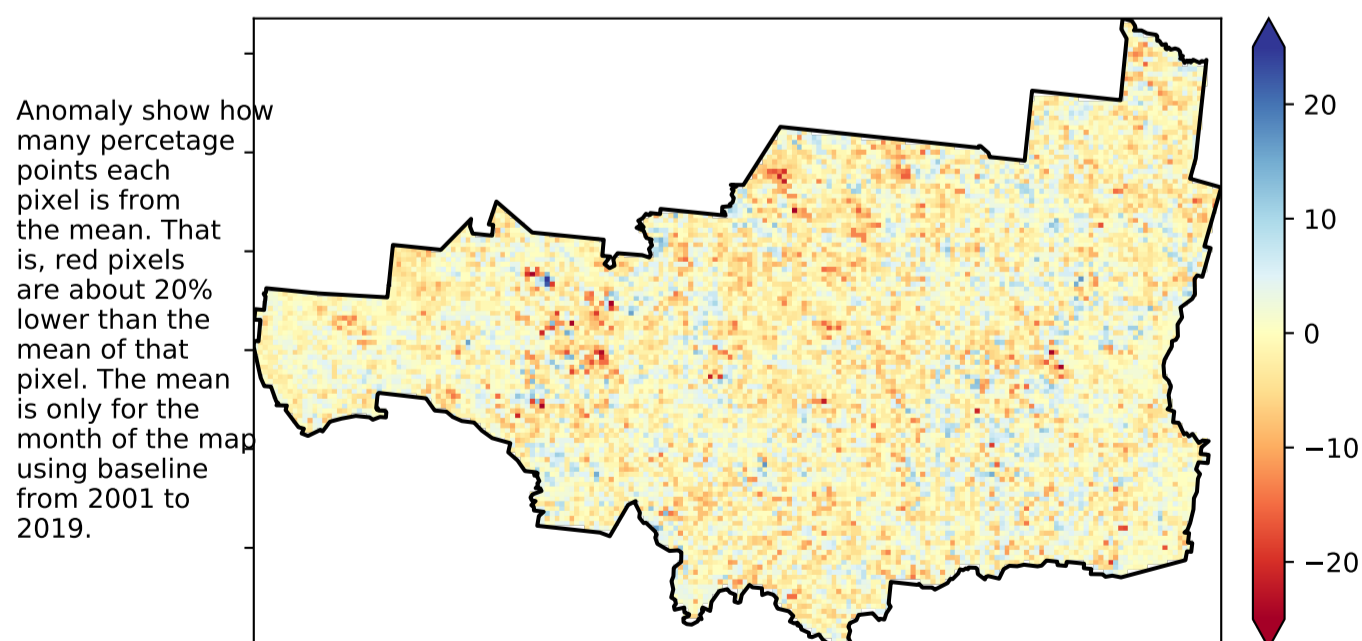 Anomaly show how
many percetage
points each
pixel is from
the mean. That
is, red pixels
are about 20%
lower than the
mean of that
pixel. The mean
is only for the
month of the map
using baseline
from 2001 to
2019.
20
10
0
−10
−20